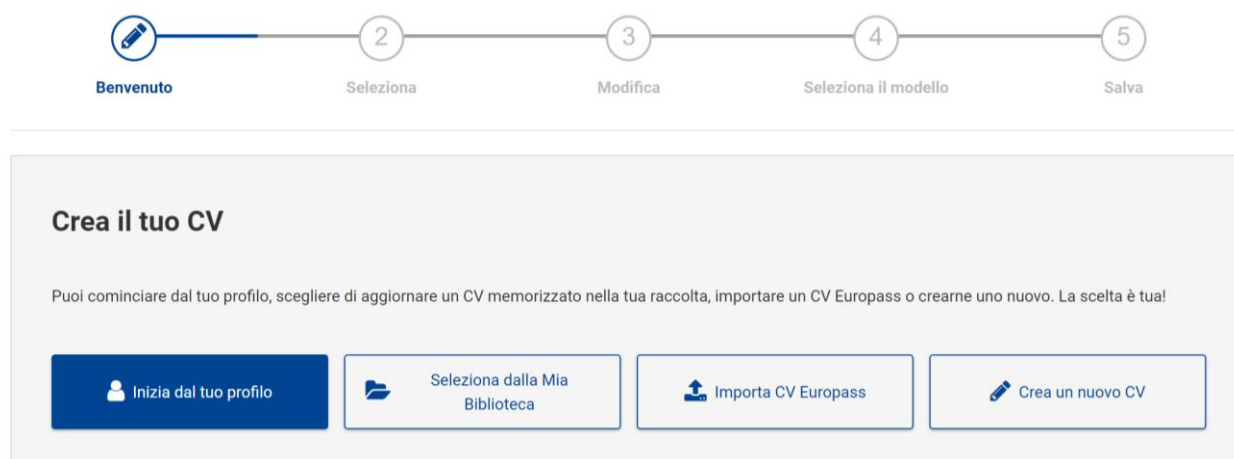 2
3
4
5
Benvenuto
Seleziona
Modifica
Seleziona il modello
Salva
Crea il tuo CV
Puoi cominciare dal tuo profilo, scegliere di aggiornare un CV memorizzato nella tua raccolta, importare un CV Europass o crearne uno nuovo. La scelta è tua!
Inizia dal tuo profilo
Seleziona dalla Mia
Biblioteca
Importa CV Europass
Crea un nuovo CV